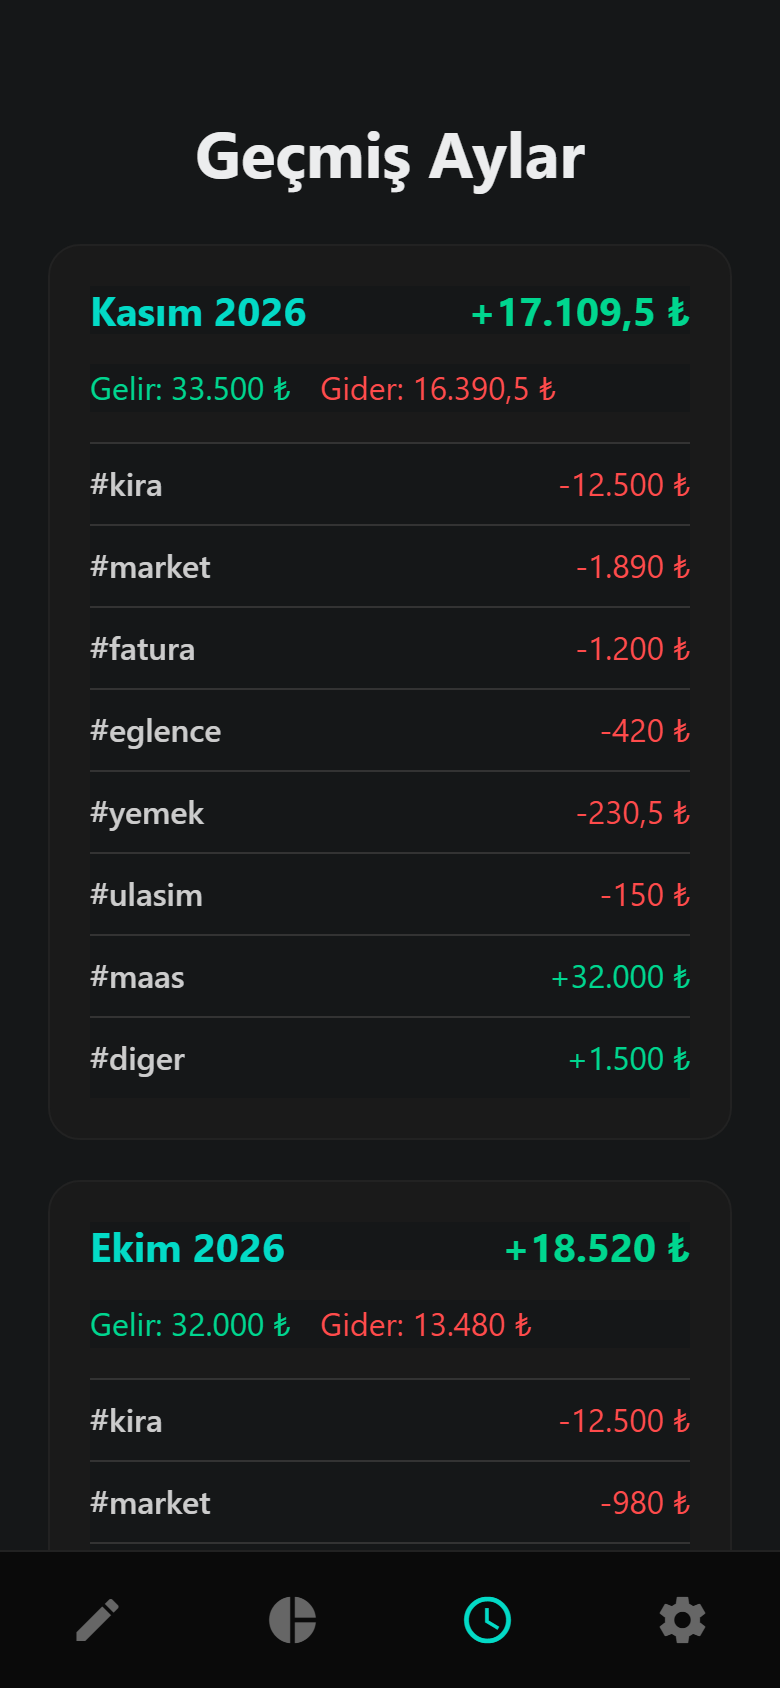 Geçmiş Aylar
Kasım 2026 +17.109,5 ₺
Gelir: 33.500 ₺ Gider: 16.390,5 ₺
#kira -12.500 ₺
#market -1.890 ₺
#fatura -1.200 ₺
#eglence -420 ₺
#yemek -230,5 ₺
#ulasim -150 ₺
#maas +32.000 ₺
#diger +1.500 ₺
Ekim 2026 +18.520 ₺
Gelir: 32.000 ₺ Gider: 13.480 ₺
#kira -12.500 ₺
#market -980 ₺